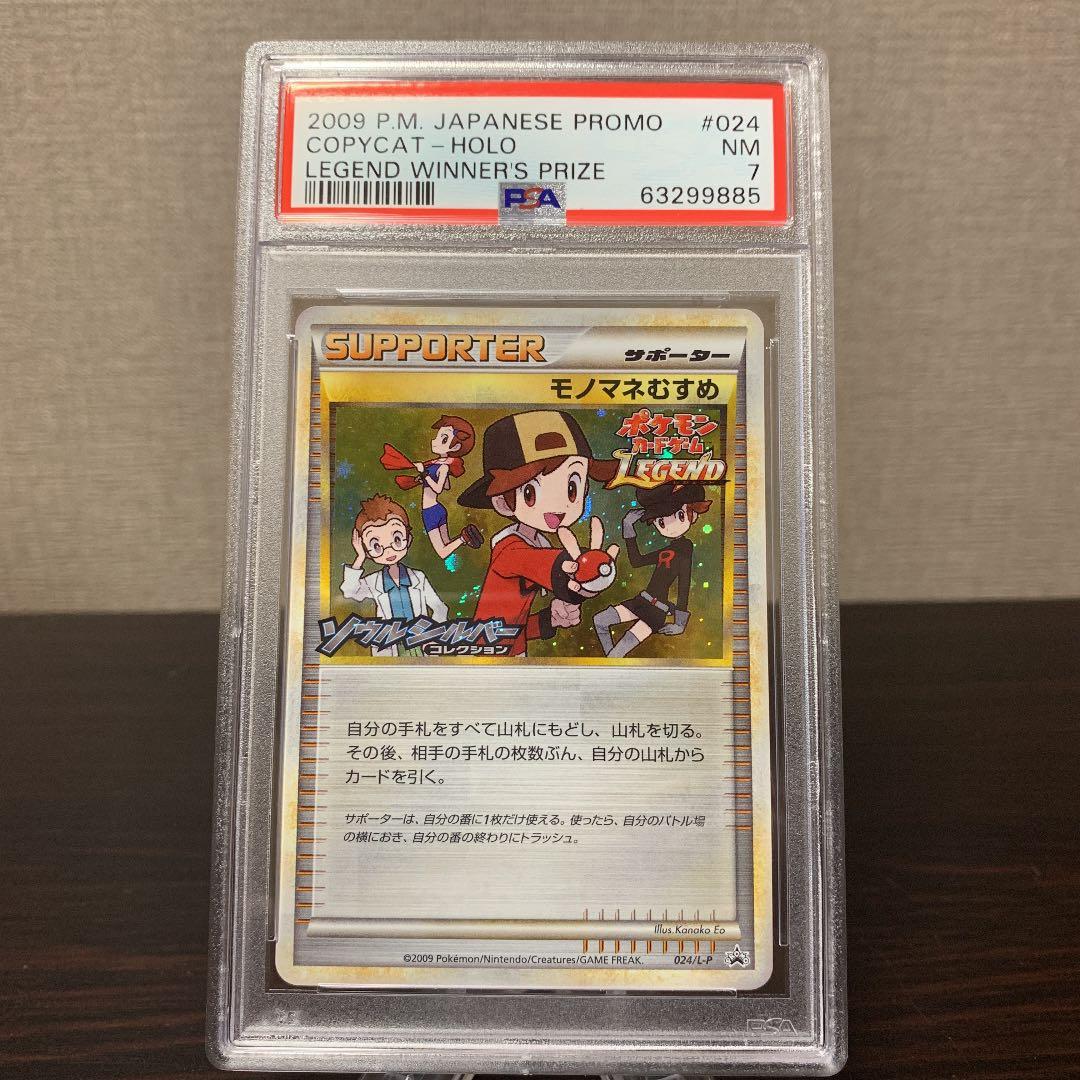 2009 P.M. JAPANESE PROMO #024
COPYCAT-HOLO NM
LEGEND WINNER'S PRIZE 7
PSA 63299885
SUPPORTER サポーター
モノマネむすめ
ポケモン
カードゲーム
LEGEND
R
ソウルシルバー
コレクション
自分の手札をすべて山札にもどし、山札を切る。
その後、相手の手札の枚数ぶん、自分の山札から
カードを引く。
サポーターは、自分の番に1枚だけ使える。使ったら、自分のバトル場
の横におき、自分の番の終わりにトラッシュ。
Illus.Kanako Eo
©2009 Pokémon/Nintendo/Creatures/GAME FREAK. 024/L-P
PSA